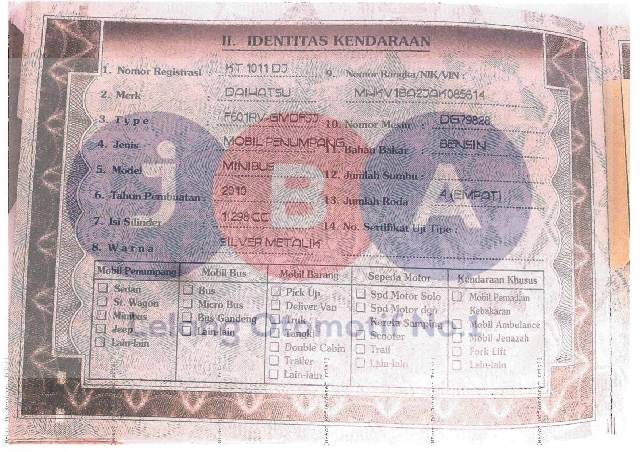 II. IDENTITAS KENDARAAN
1. Nomor Registrasi : KT 1011 DJ
2. Merk : DAIHATSU
3. Type :
4. Jenis : MOBIL PENUMPANG
5. Model : MINIBUS
6. Tahun Pembuatan : 2010
7. Isi Silinder : 1.298 CC
8. Warna : SILVER METALIK
9. Nomor Rangka/NIK/VIN :
10. Nomor Mesin :
11. Bahan Bakar : BENSIN
12. Jumlah Sumbu :
13. Jumlah Roda : 4 (EMPAT)
14. No. Sertifikat Uji Tipe :
j B A
Lelang Otomotif No.1
Mobil Penumpang
Sedan
St. Wagon
Minibus
Jeep
Lain-lain
Mobil Bus
Bus
Micro Bus
Bus Gandeng
Lain-lain
Mobil Barang
Pick Up
Deliver Van
Truk
Tanki
Double Cabin
Trailer
Lain-lain
Sepeda Motor
Spd Motor Solo
Spd Motor dgn
Kereta Samping
Scooter
Trail
Lain-lain
Kendaraan Khusus
Mobil Pemadam
Kebakaran
Mobil Ambulance
Mobil Jenazah
Fork Lift
Lain-lain